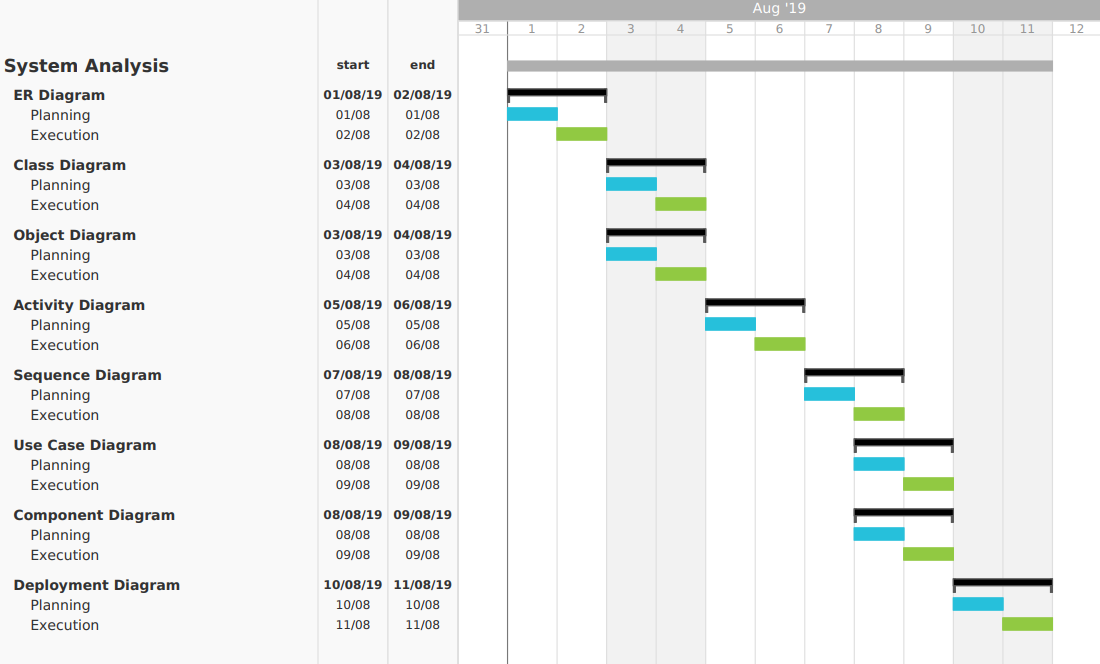 Aug '19
31 1 2 3 4 5 6 7 8 9 10 11 12
System Analysis start end
ER Diagram 01/08/19 02/08/19
Planning 01/08 01/08
Execution 02/08 02/08
Class Diagram 03/08/19 04/08/19
Planning 03/08 03/08
Execution 04/08 04/08
Object Diagram 03/08/19 04/08/19
Planning 03/08 03/08
Execution 04/08 04/08
Activity Diagram 05/08/19 06/08/19
Planning 05/08 05/08
Execution 06/08 06/08
Sequence Diagram 07/08/19 08/08/19
Planning 07/08 07/08
Execution 08/08 08/08
Use Case Diagram 08/08/19 09/08/19
Planning 08/08 08/08
Execution 09/08 09/08
Component Diagram 08/08/19 09/08/19
Planning 08/08 08/08
Execution 09/08 09/08
Deployment Diagram 10/08/19 11/08/19
Planning 10/08 10/08
Execution 11/08 11/08